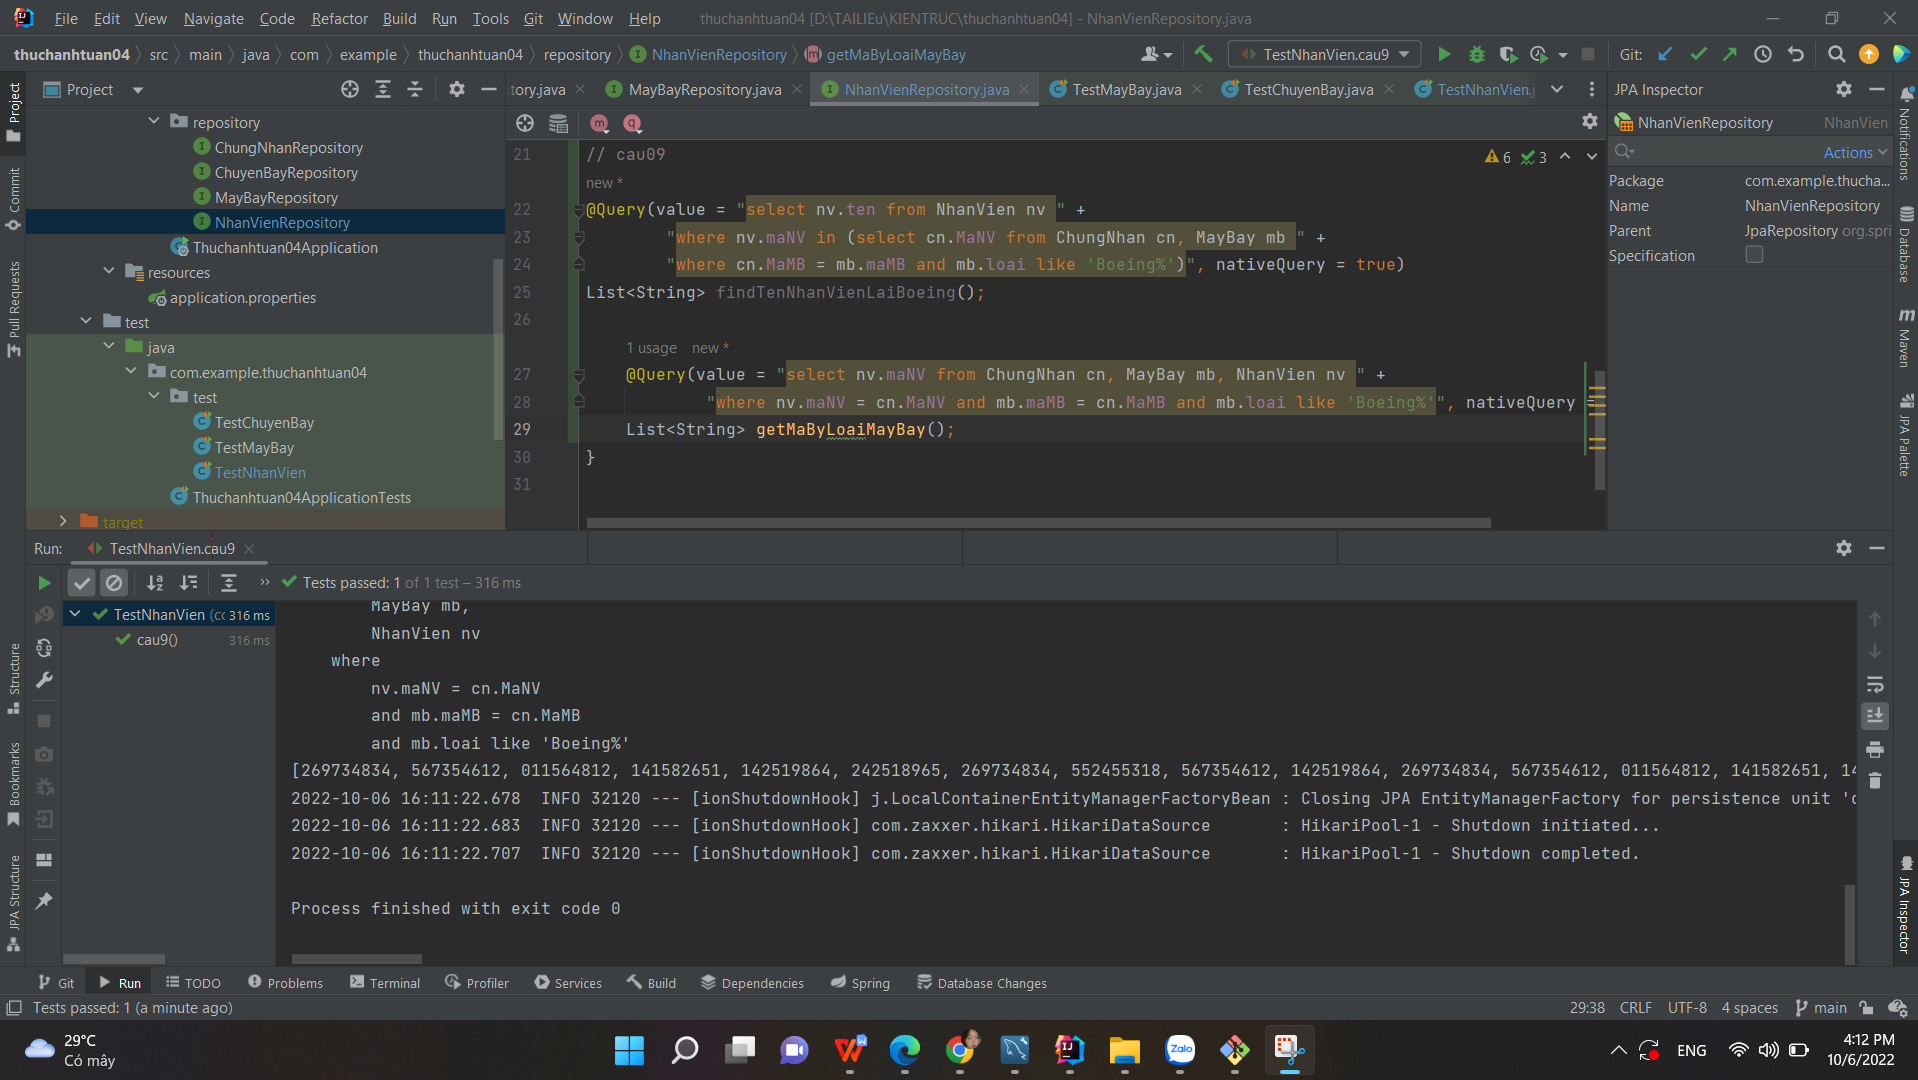 File Edit View Navigate Code Refactor Build Run Tools Git Window Help thuchanhtuan04 [D:\TAILIEu\KIENTRUC\thuchanhtuan04] - NhanVienRepository.java
thuchanhtuan04 src main java com example thuchanhtuan04 repository NhanVienRepository getMaByLoaiMayBay TestNhanVien.cau9 Git:
Project tory.java MayBayRepository.java NhanVienRepository.java TestMayBay.java TestChuyenBay.java TestNhanVien.j JPA Inspector
repository
ChungNhanRepository
ChuyenBayRepository
MayBayRepository
NhanVienRepository
Thuchanhtuan04Application
resources
application.properties
test
java
com.example.thuchanhtuan04
test
TestChuyenBay
TestMayBay
TestNhanVien
Thuchanhtuan04ApplicationTests
target
21 // cau09
6 3
new *
22 @Query(value = "select nv.ten from NhanVien nv " +
23 "where nv.maNV in (select cn.MaNV from ChungNhan cn, MayBay mb " +
24 "where cn.MaMB = mb.maMB and mb.loai like 'Boeing%')", nativeQuery = true)
25 List<String> findTenNhanVienLaiBoeing();
26
1 usage new *
27 @Query(value = "select nv.maNV from ChungNhan cn, MayBay mb, NhanVien nv " +
28 "where nv.maNV = cn.MaNV and mb.maMB = cn.MaMB and mb.loai like 'Boeing%'", nativeQuery =
29 List<String> getMaByLoaiMayBay();
30 }
31
NhanVienRepository NhanVien
Actions
Package com.example.thucha...
Name NhanVienRepository
Parent JpaRepository org.spri
Specification
Project
Commit
Pull Requests
Structure
Bookmarks
JPA Structure
Notifications
Database
Maven
JPA Palette
JPA Inspector
Run: TestNhanVien.cau9
Tests passed: 1 of 1 test – 316 ms
TestNhanVien (cc 316 ms
cau9() 316 ms
MayBay mb,
NhanVien nv
where
nv.maNV = cn.MaNV
and mb.maMB = cn.MaMB
and mb.loai like 'Boeing%'
[269734834, 567354612, 011564812, 141582651, 142519864, 242518965, 269734834, 552455318, 567354612, 142519864, 269734834, 567354612, 011564812, 141582651, 14
2022-10-06 16:11:22.678 INFO 32120 --- [ionShutdownHook] j.LocalContainerEntityManagerFactoryBean : Closing JPA EntityManagerFactory for persistence unit 'd
2022-10-06 16:11:22.683 INFO 32120 --- [ionShutdownHook] com.zaxxer.hikari.HikariDataSource : HikariPool-1 - Shutdown initiated...
2022-10-06 16:11:22.707 INFO 32120 --- [ionShutdownHook] com.zaxxer.hikari.HikariDataSource : HikariPool-1 - Shutdown completed.
Process finished with exit code 0
Git Run TODO Problems Terminal Profiler Services Build Dependencies Spring Database Changes
Tests passed: 1 (a minute ago) 29:38 CRLF UTF-8 4 spaces main
29°C
Có mây
Zalo
ENG
4:12 PM
10/6/2022